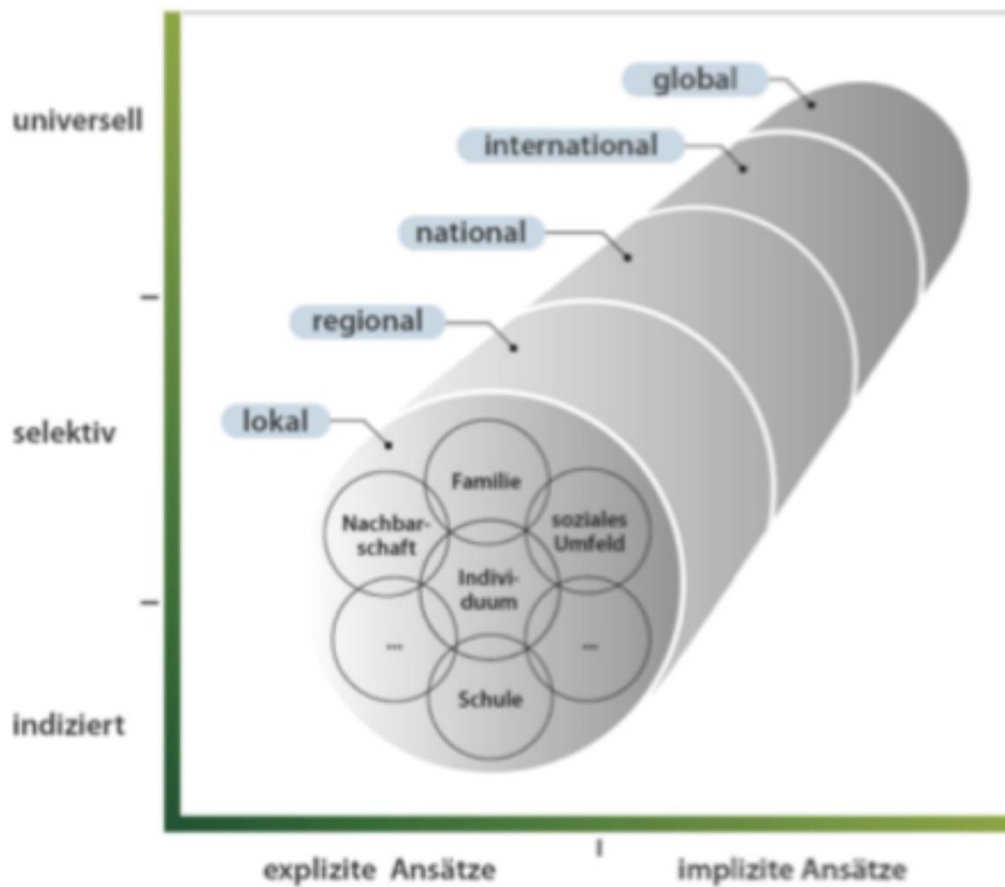 universell
global
international
national
regional
selektiv
lokal
Familie
Nachbar-
schaft
soziales
Umfeld
Indivi-
duum
...
...
Schule
indiziert
explizite Ansätze
implizite Ansätze